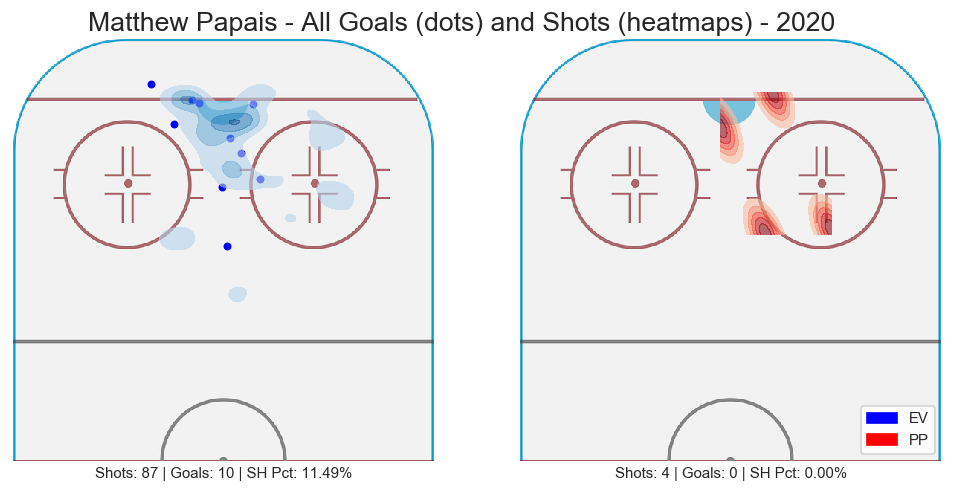 Matthew Papais - All Goals (dots) and Shots (heatmaps) - 2020
EV
PP
Shots: 87 | Goals: 10 | SH Pct: 11.49%
Shots: 4 | Goals: 0 | SH Pct: 0.00%